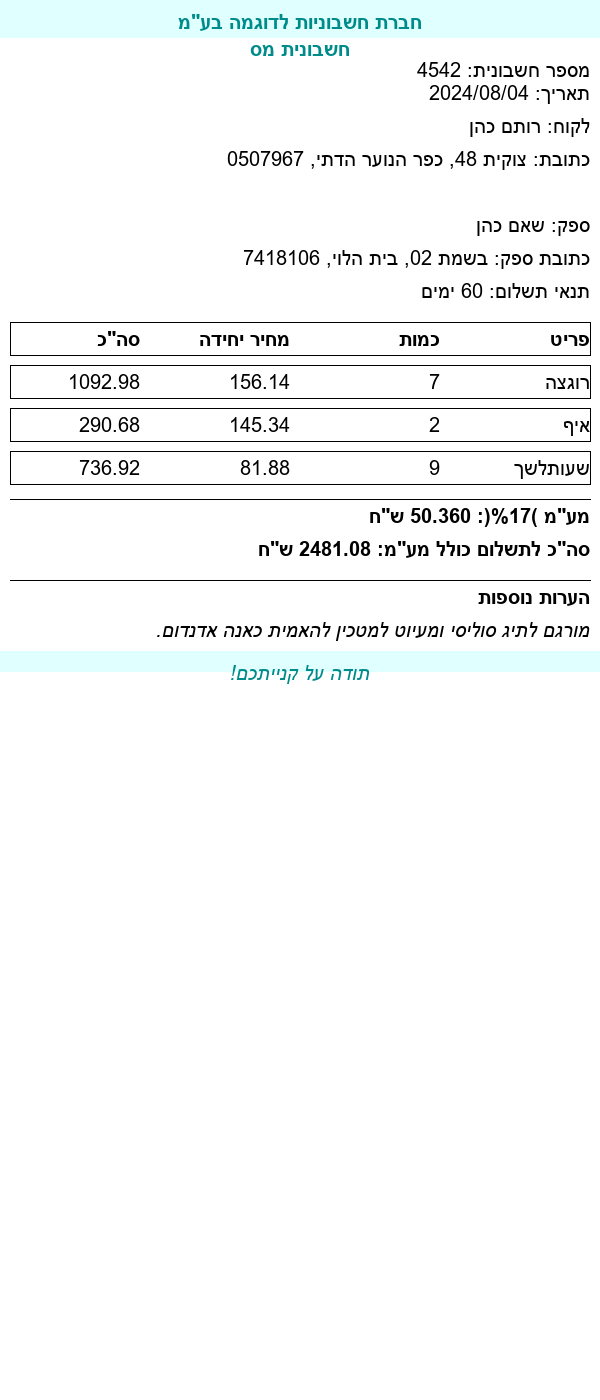 חברת חשבוניות לדוגמה בע"מ
חשבונית מס
מספר חשבונית: 4542
תאריך: 2024/08/04
לקוח: רותם כהן
כתובת: צוקית 48, כפר הנוער הדתי, 0507967
ספק: שאם כהן
כתובת ספק: בשמת 02, בית הלוי, 7418106
תנאי תשלום: 60 ימים
פריט כמות מחיר יחידה סה"כ
רוגצה 7 156.14 1092.98
איף 2 145.34 290.68
שעותלשך 9 81.88 736.92
מע"מ )17%(: 50.360 ש"ח
סה"כ לתשלום כולל מע"מ: 2481.08 ש"ח
הערות נוספות
מורגם לתיג סוליסי ומעיוט למטכין להאמית כאנה אדנדום.
תודה על קנייתכם!